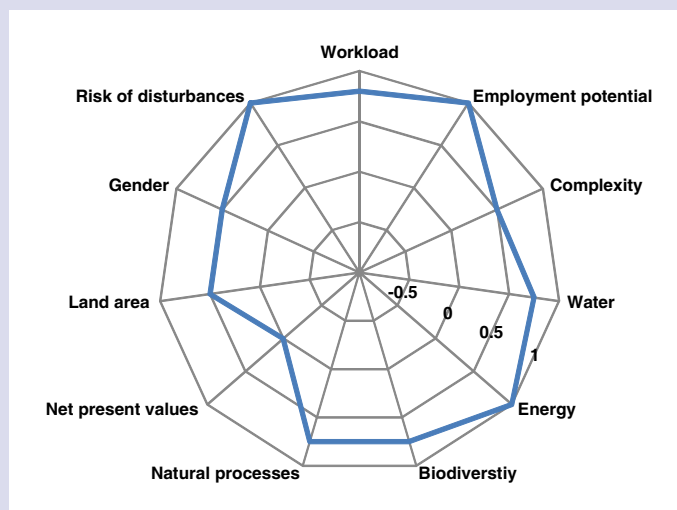 Workload
Risk of disturbances
Employment potential
Gender
Complexity
Land area
Water
-0.5
0
0.5
1
Net present values
Energy
Natural processes
Biodiverstiy